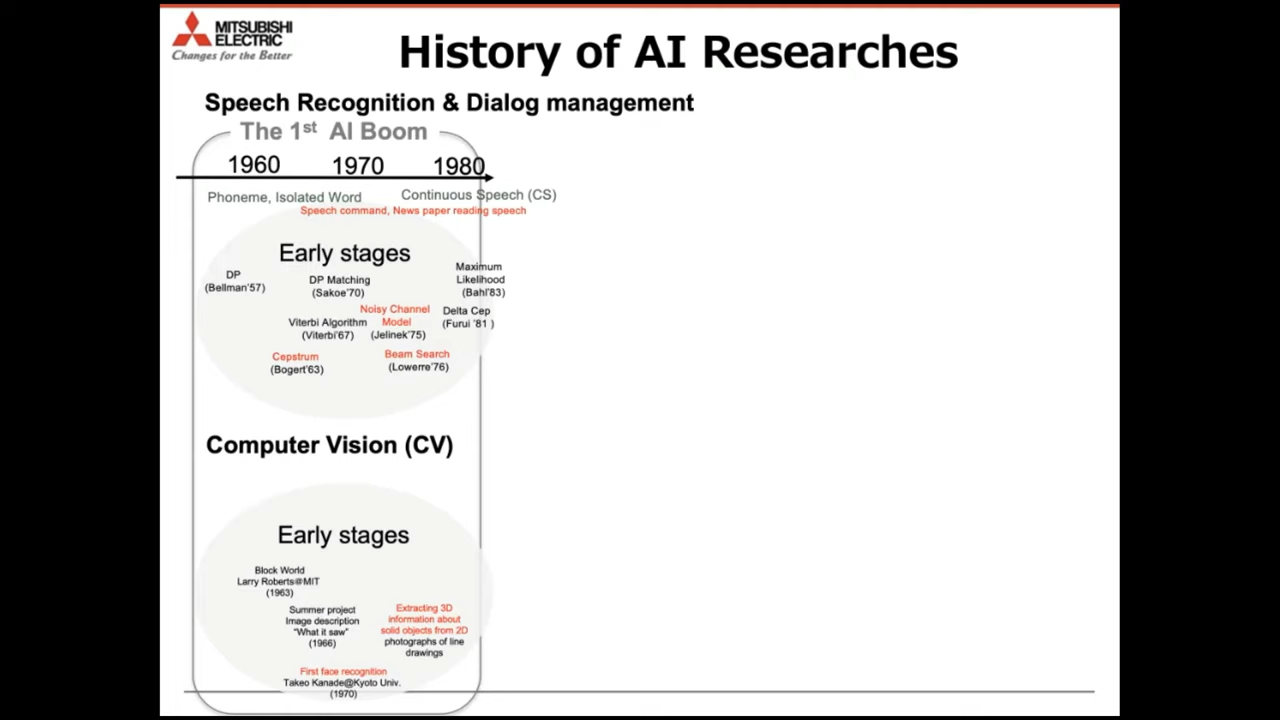 MITSUBISHI
ELECTRIC
Changes for the Better
History of AI Researches
Speech Recognition & Dialog management
The 1st AI Boom
1960 1970 1980
Phoneme, Isolated Word
Continuous Speech (CS)
Speech command, News paper reading speech
Early stages
DP
(Bellman'57)
DP Matching
(Sakoe'70)
Maximum
Likelihood
(Bahl'83)
Viterbi Algorithm
(Viterbi'67)
Noisy Channel
Model
(Jelinek'75)
Delta Cep
(Furui '81 )
Cepstrum
(Bogert'63)
Beam Search
(Lowerre'76)
Computer Vision (CV)
Early stages
Block World
Larry Roberts@MIT
(1963)
Summer project
Image description
"What it saw"
(1966)
Extracting 3D
information about
solid objects from 2D
photographs of line
drawings
First face recognition
Takeo Kanade@Kyoto Univ.
(1970)